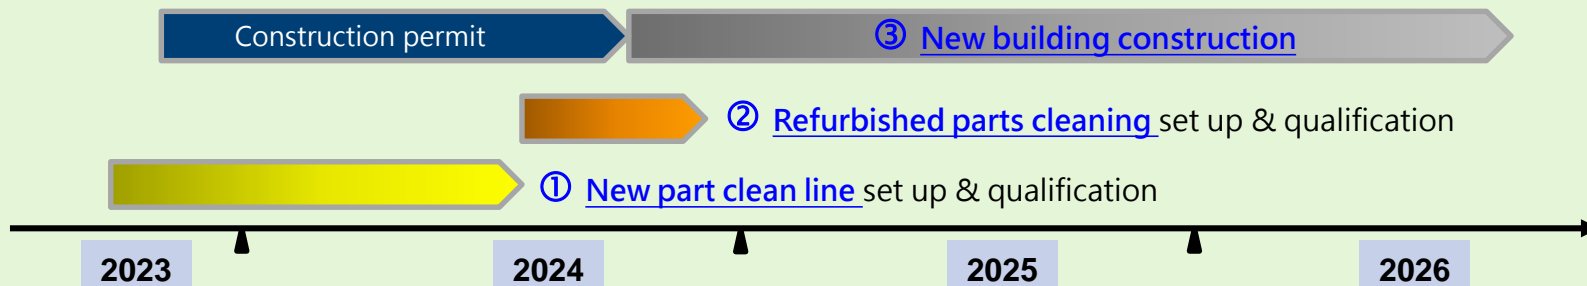 Construction permit
③ New building construction
② Refurbished parts cleaning set up & qualification
① New part clean line set up & qualification
2023 2024 2025 2026